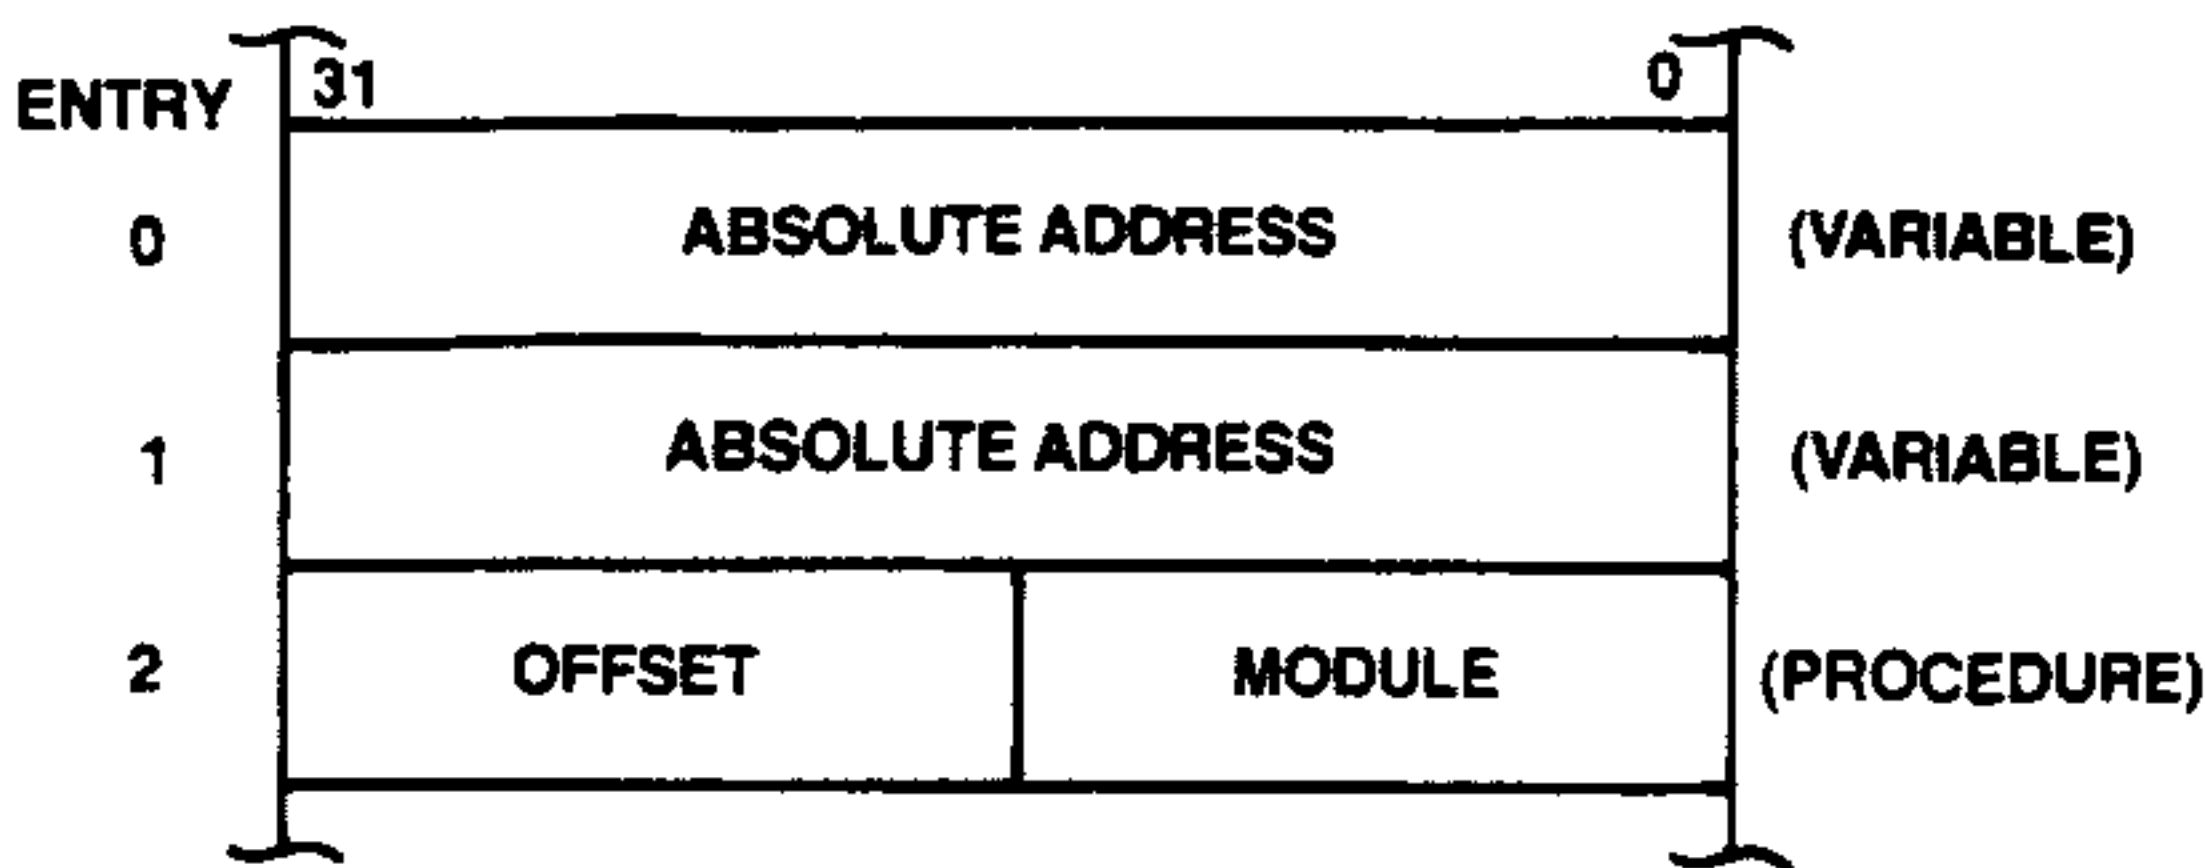 31 0
ENTRY
0 ABSOLUTE ADDRESS (VARIABLE)
1 ABSOLUTE ADDRESS (VARIABLE)
2 OFFSET MODULE (PROCEDURE)